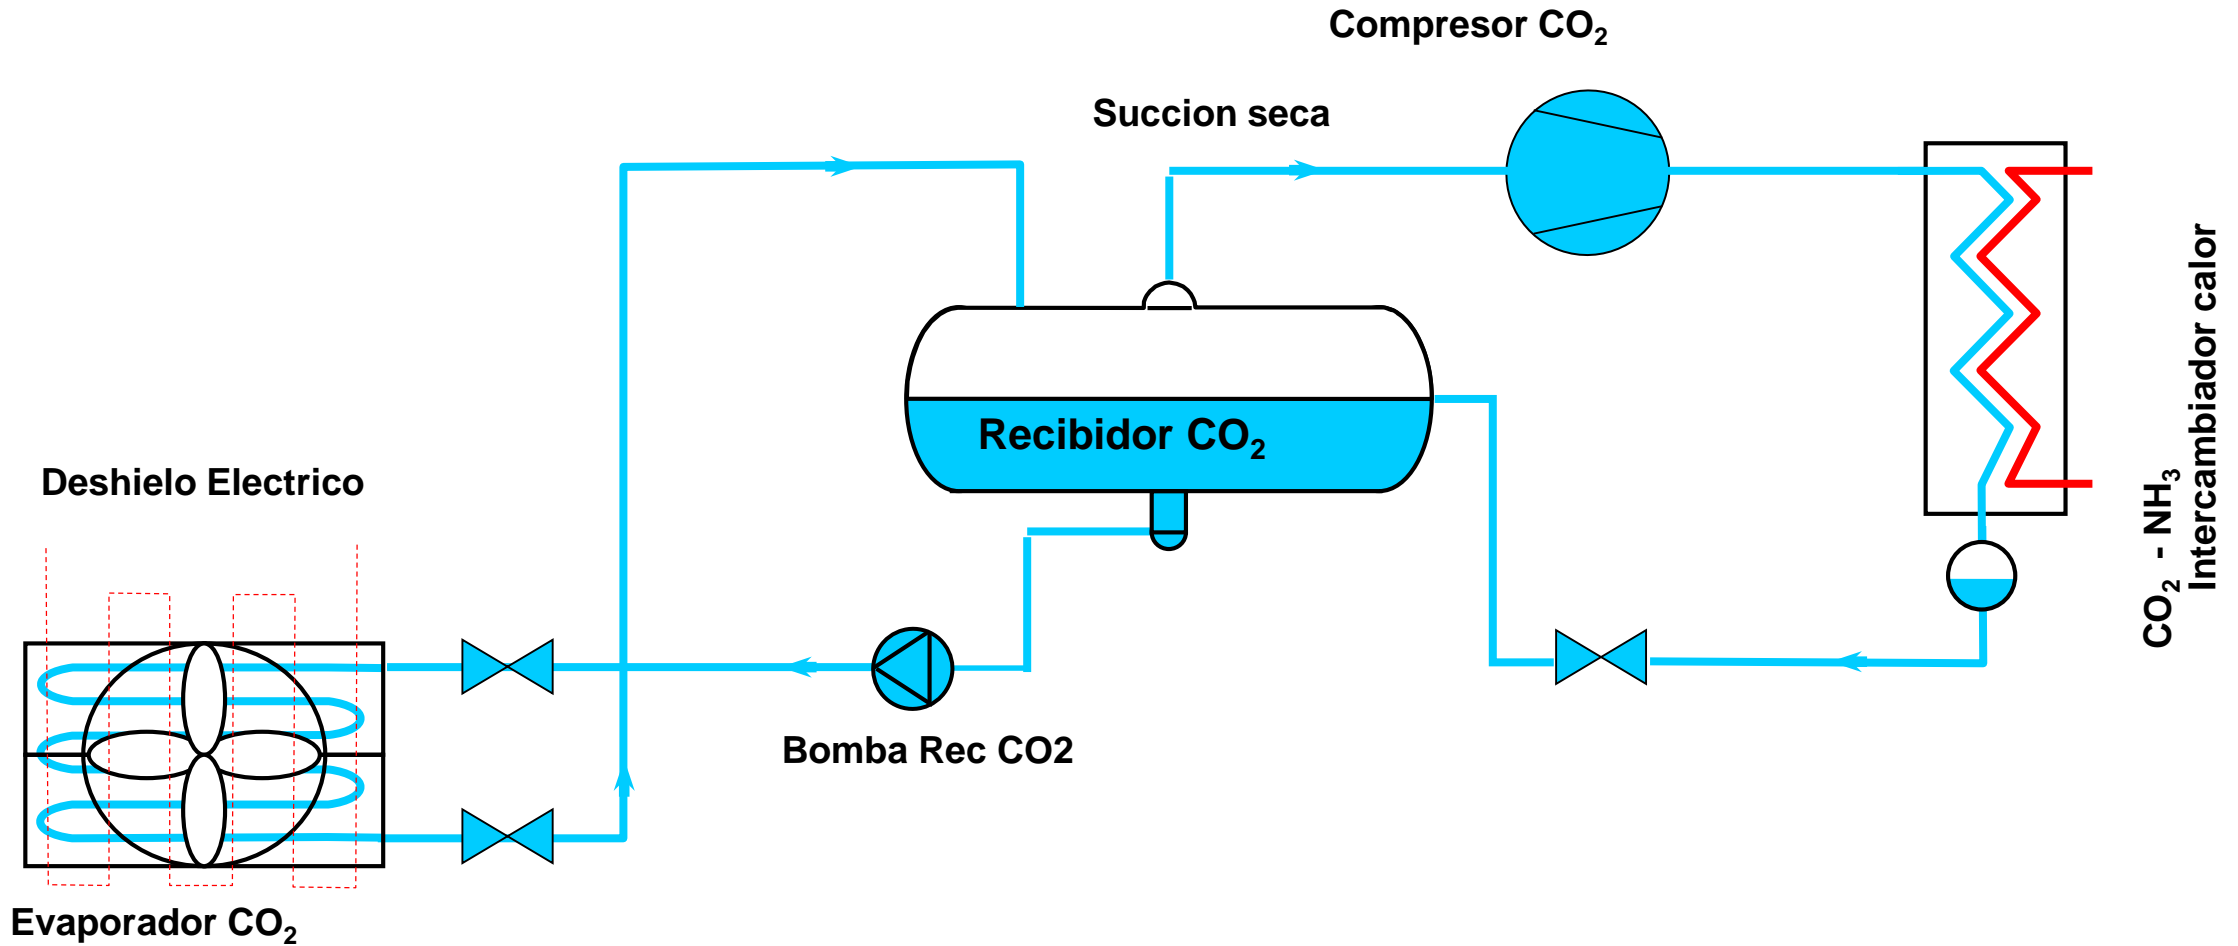 Compresor CO₂
Succion seca
Recibidor CO₂
CO₂ - NH₃
Intercambiador calor
Deshielo Electrico
Bomba Rec CO2
Evaporador CO₂